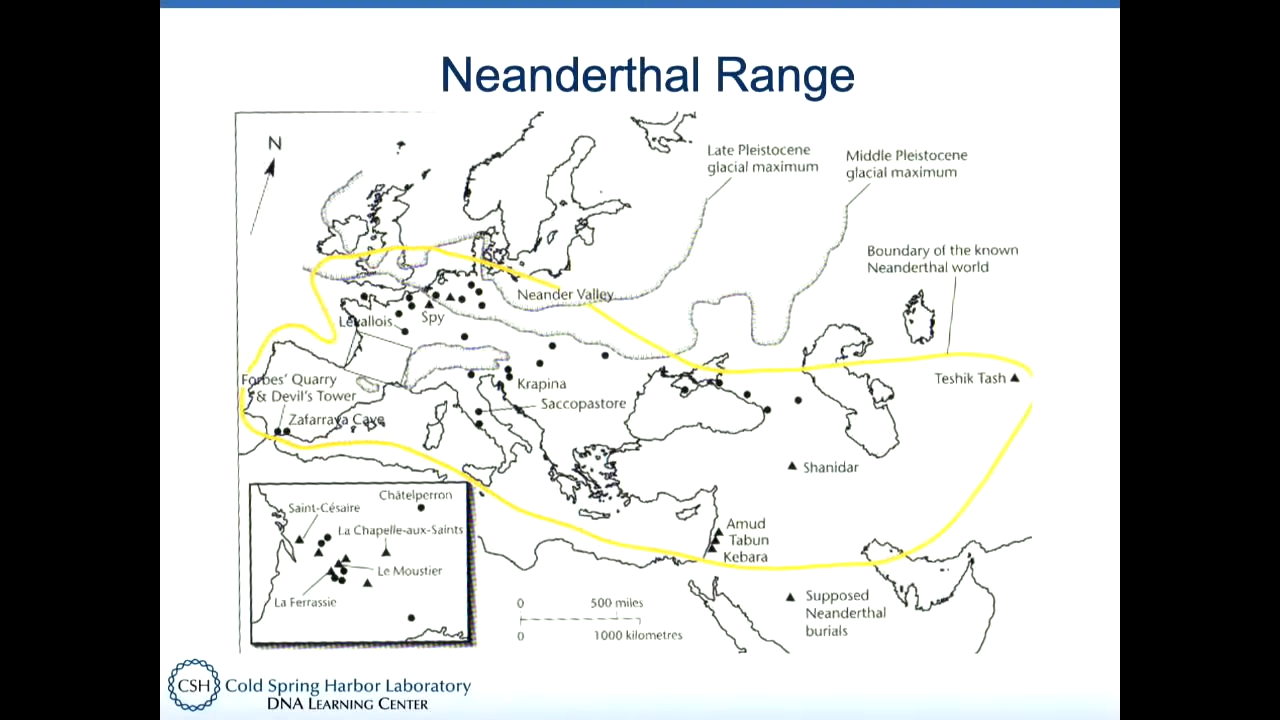 Neanderthal Range
N
Late Pleistocene
glacial maximum
Middle Pleistocene
glacial maximum
Boundary of the known
Neanderthal world
Neander Valley
Levallois
Spy
Forbes' Quarry
& Devil's Tower
Zafarraya Cave
Krapina
Saccopastore
Teshik Tash
Shanidar
Amud
Tabun
Kebara
Châtelperron
Saint-Césaire
La Chapelle-aux-Saints
Le Moustier
La Ferrassie
0 500 miles
0 1000 kilometres
Supposed
Neanderthal
burials
CSH
Cold Spring Harbor Laboratory
DNA LEARNING CENTER